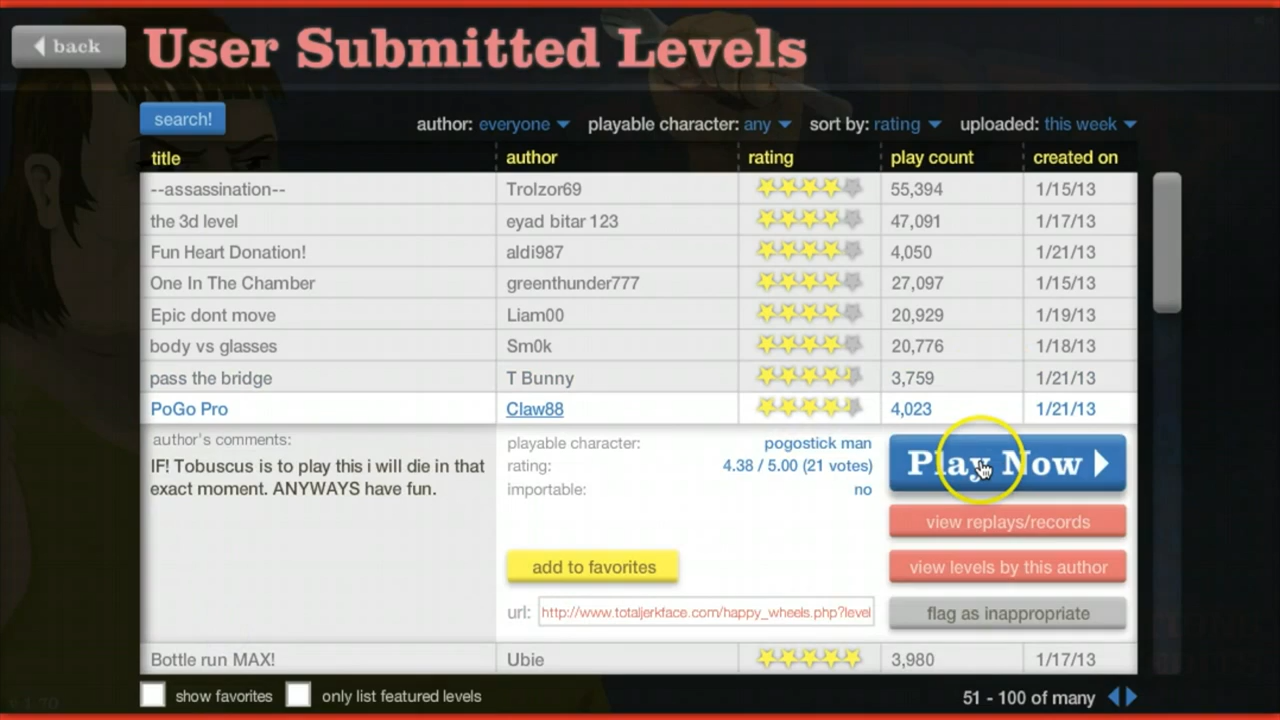 back
User Submitted Levels
search!
author: everyone playable character: any sort by: rating uploaded: this week
title author rating play count created on
--assassination-- Trolzor69 55,394 1/15/13
the 3d level eyad bitar 123 47,091 1/17/13
Fun Heart Donation! aldi987 4,050 1/21/13
One In The Chamber greenthunder777 27,097 1/15/13
Epic dont move Liam00 20,929 1/19/13
body vs glasses Sm0k 20,776 1/18/13
pass the bridge T Bunny 3,759 1/21/13
PoGo Pro Claw88 4,023 1/21/13
author's comments:
IF! Tobuscus is to play this i will die in that
exact moment. ANYWAYS have fun.
playable character: pogostick man
rating: 4.38 / 5.00 (21 votes)
importable: no
add to favorites
url: http://www.totaljerkface.com/happy_wheels.php?level
Play Now
view replays/records
view levels by this author
flag as inappropriate
Bottle run MAX! Ubie 3,980 1/17/13
show favorites only list featured levels 51 - 100 of many
v 1.70